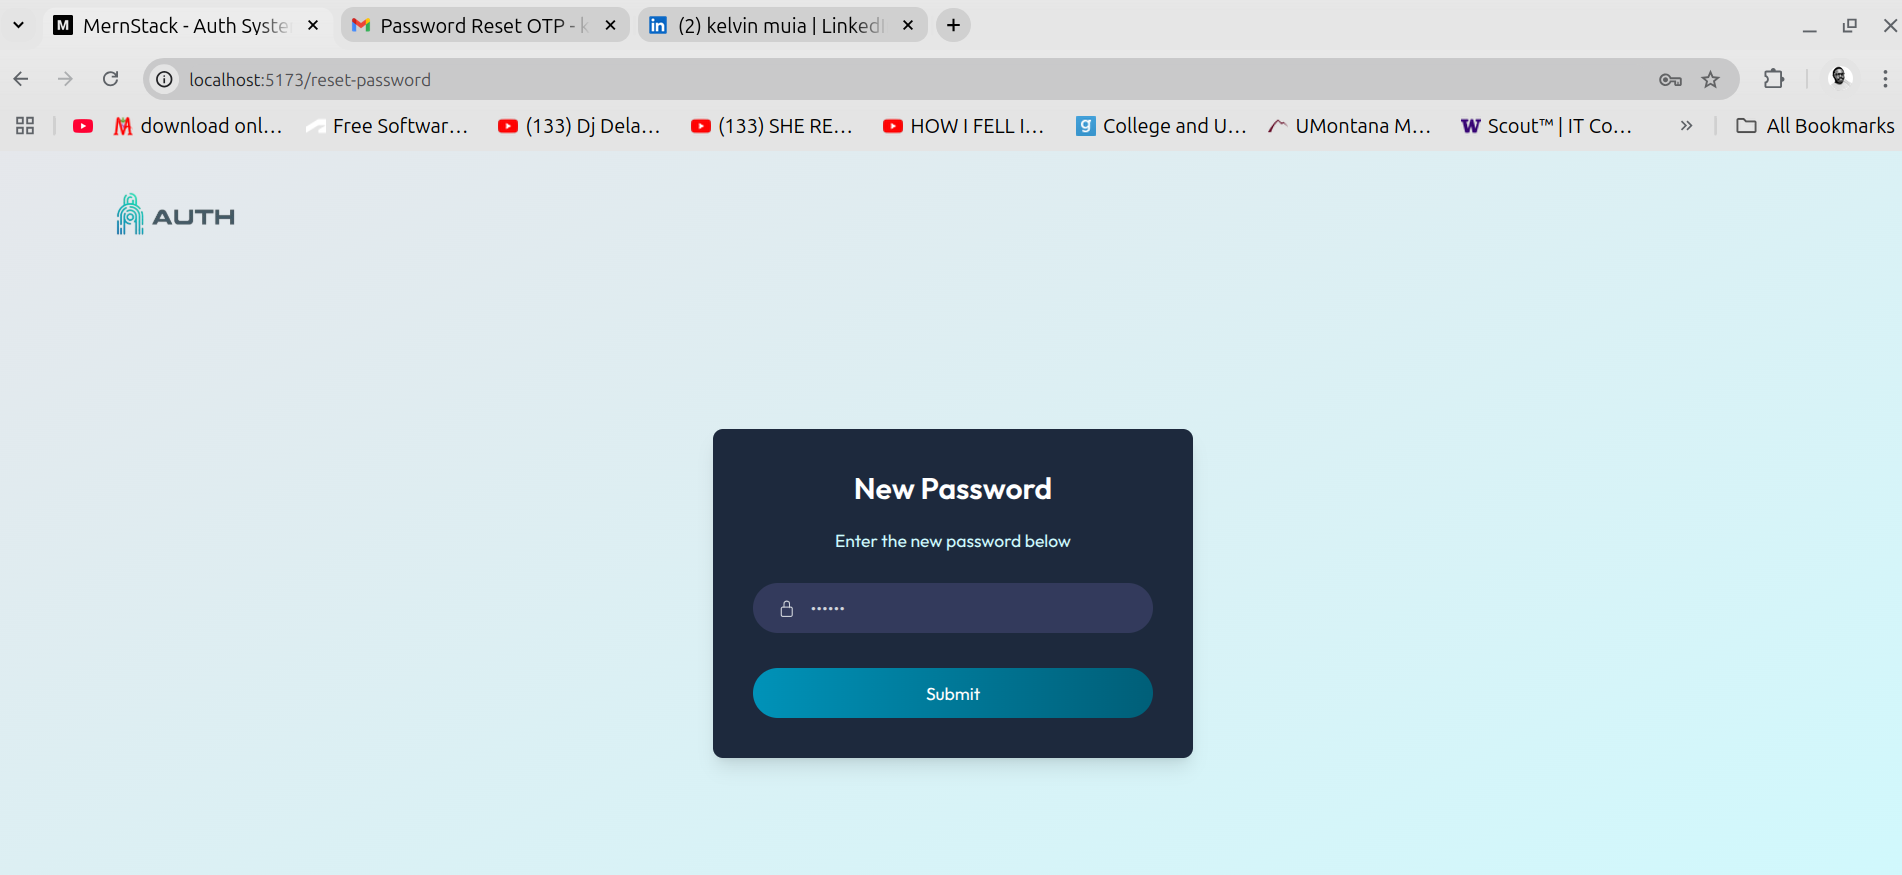 M MernStack - Auth Syste
Password Reset OTP - k
in (2) kelvin muia | LinkedI
localhost:5173/reset-password
download onl...
Free Softwar...
(133) Dj Dela...
(133) SHE RE...
HOW I FELL I...
g College and U...
UMontana M...
W Scout™ | IT Co...
» All Bookmarks
AUTH
New Password
Enter the new password below
••••••
Submit